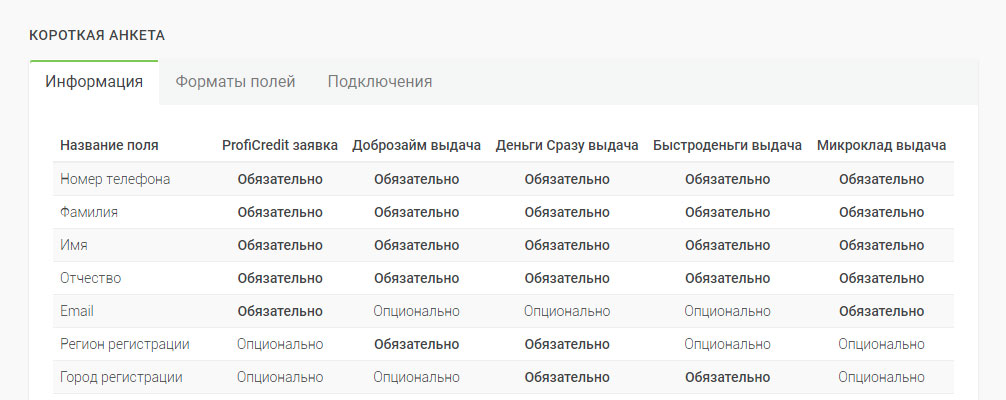 КОРОТКАЯ АНКЕТА
Информация Форматы полей Подключения
Название поля ProfiCredit заявка Доброзайм выдача Деньги Сразу выдача Быстроденьги выдача Микроклад выдача
Номер телефона Обязательно Обязательно Обязательно Обязательно Обязательно
Фамилия Обязательно Обязательно Обязательно Обязательно Обязательно
Имя Обязательно Обязательно Обязательно Обязательно Обязательно
Отчество Обязательно Обязательно Обязательно Обязательно Обязательно
Email Обязательно Опционально Опционально Опционально Обязательно
Регион регистрации Опционально Обязательно Обязательно Опционально Опционально
Город регистрации Опционально Опционально Обязательно Обязательно Опционально